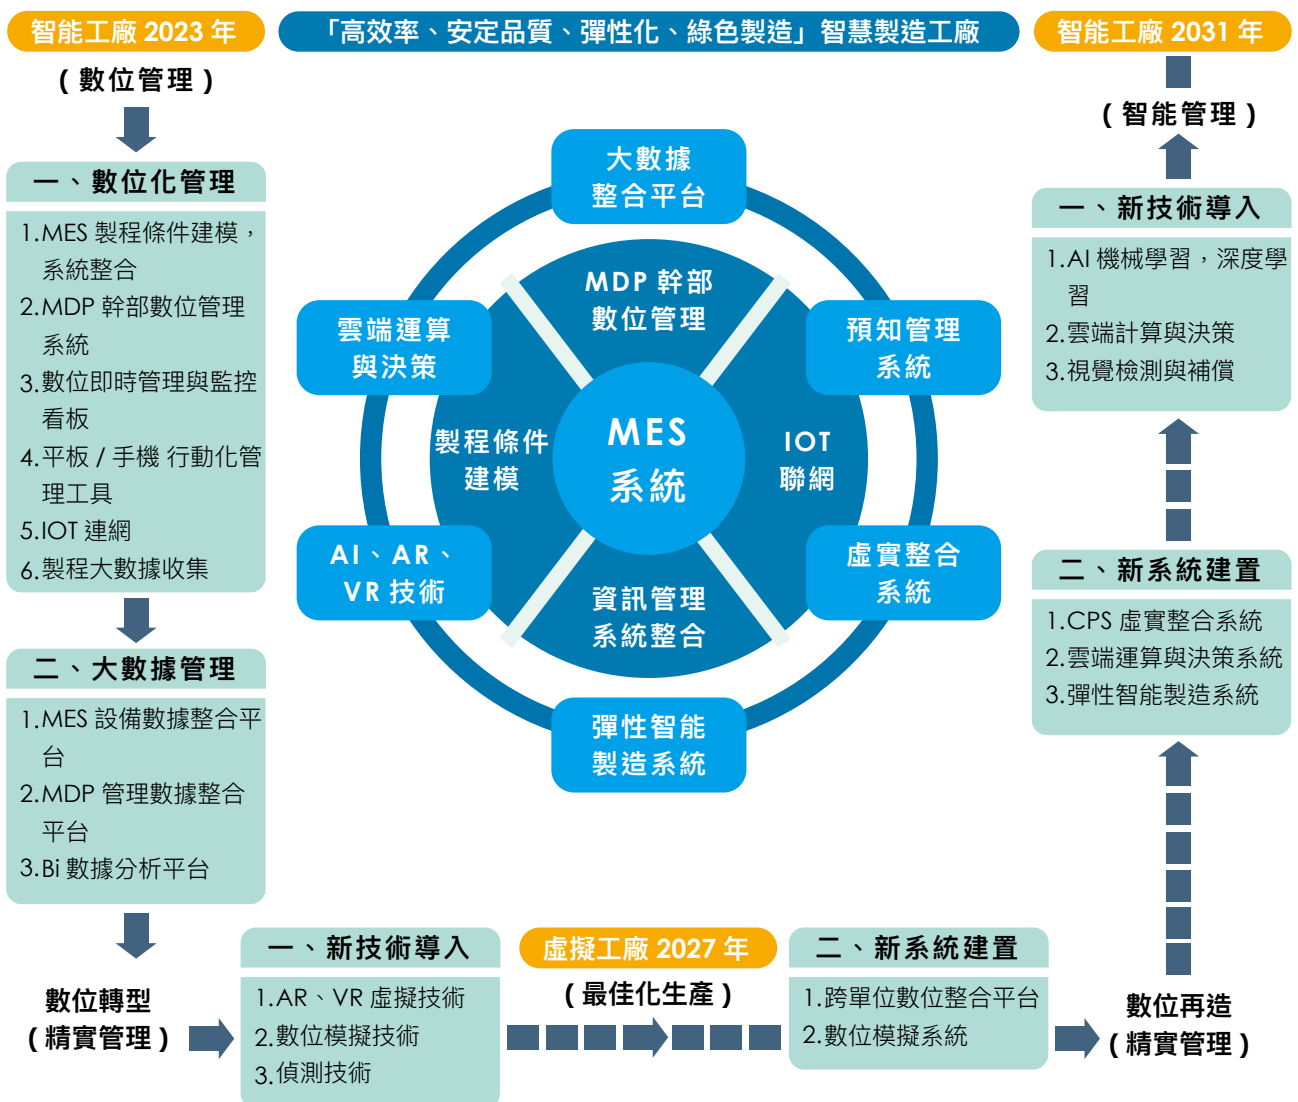 智能工廠 2023 年
「高效率、安定品質、彈性化、綠色製造」智慧製造工廠
智能工廠 2031 年
( 數位管理 )
一、數位化管理
1.MES 製程條件建模，
系統整合
2.MDP 幹部數位管理
系統
3.數位即時管理與監控
看板
4.平板 / 手機 行動化管
理工具
5.IOT 連網
6.製程大數據收集
二、大數據管理
1.MES 設備數據整合平
台
2.MDP 管理數據整合
平台
3.Bi 數據分析平台
數位轉型
( 精實管理 )
大數據
整合平台
MDP 幹部
數位管理
雲端運算
與決策
預知管理
系統
製程條件
建模
MES
系統
IOT
聯網
AI、AR、
VR 技術
資訊管理
系統整合
虛實整合
系統
彈性智能
製造系統
一、新技術導入
1.AR、VR 虛擬技術
2.數位模擬技術
3.偵測技術
虛擬工廠 2027 年
( 最佳化生產 )
二、新系統建置
1.跨單位數位整合平台
2.數位模擬系統
數位再造
( 精實管理 )
二、新系統建置
1.CPS 虛實整合系統
2.雲端運算與決策系統
3.彈性智能製造系統
一、新技術導入
1.AI 機械學習，深度學
習
2.雲端計算與決策
3.視覺檢測與補償
( 智能管理 )